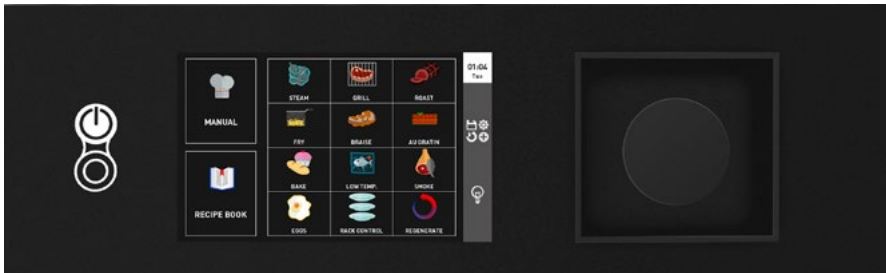 MANUAL
RECIPE BOOK
STEAM
GRILL
ROAST
FRY
BRAISE
AU GRATIN
BAKE
LOW TEMP.
SMOKE
EGGS
RACK CONTROL
REGENERATE
01:04
Tue